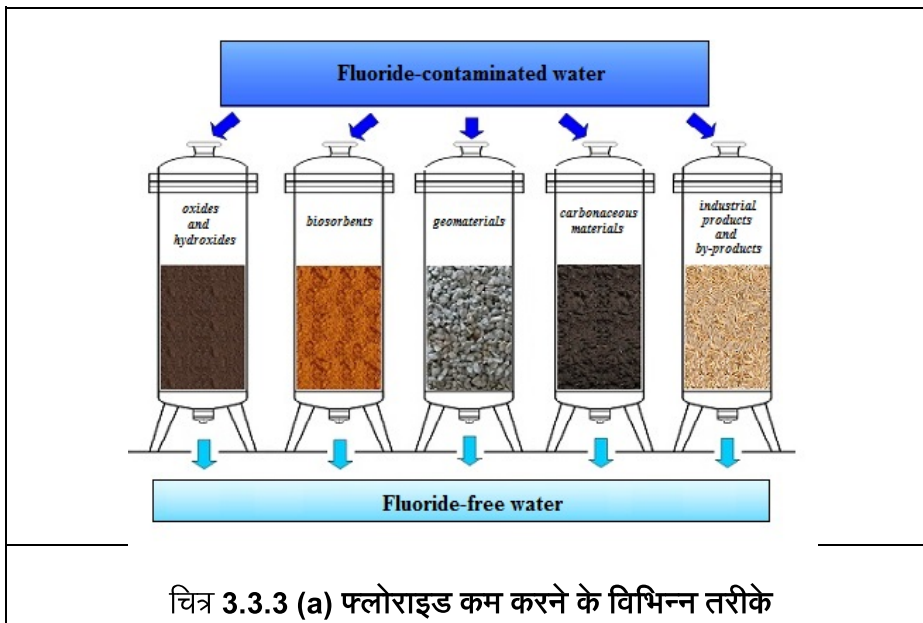 Fluoride-contaminated water
oxides
and
hydroxides
biosorbents
geomaterials
carbonaceous
materials
industrial
products
and
by-products
Fluoride-free water
चित्र 3.3.3 (a) फ्लोराइड कम करने के विभिन्न तरीके